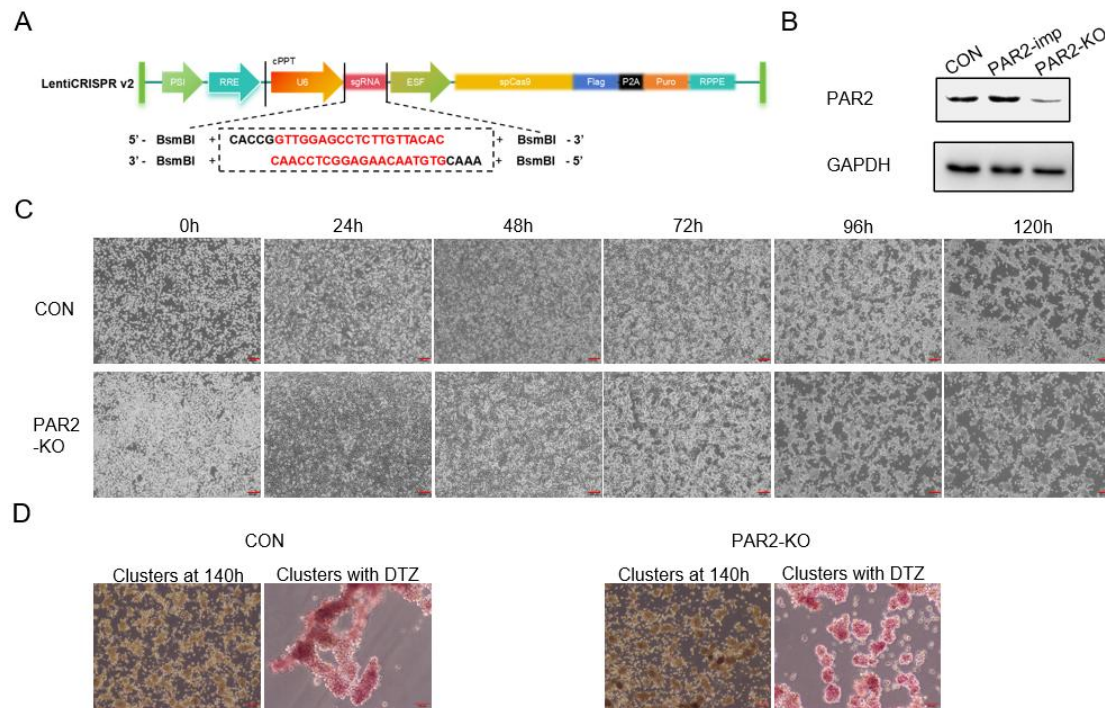 A
cPPT
LentiCRISPR v2
PSI
RRE
U6
sgRNA
ESF
spCas9
Flag
P2A
Puro
RPPE
5' - BsmBI + CACCGGTTGGAGCCTCTTGTTACAC + BsmBI - 3'
3' - BsmBI + CAACCTCGGAGAACAATGTGCAAA + BsmBI - 5'
B
CON PAR2-imp PAR2-KO
PAR2
GAPDH
C
0h 24h 48h 72h 96h 120h
CON
PAR2
-KO
D
CON
Clusters at 140h Clusters with DTZ
PAR2-KO
Clusters at 140h Clusters with DTZ